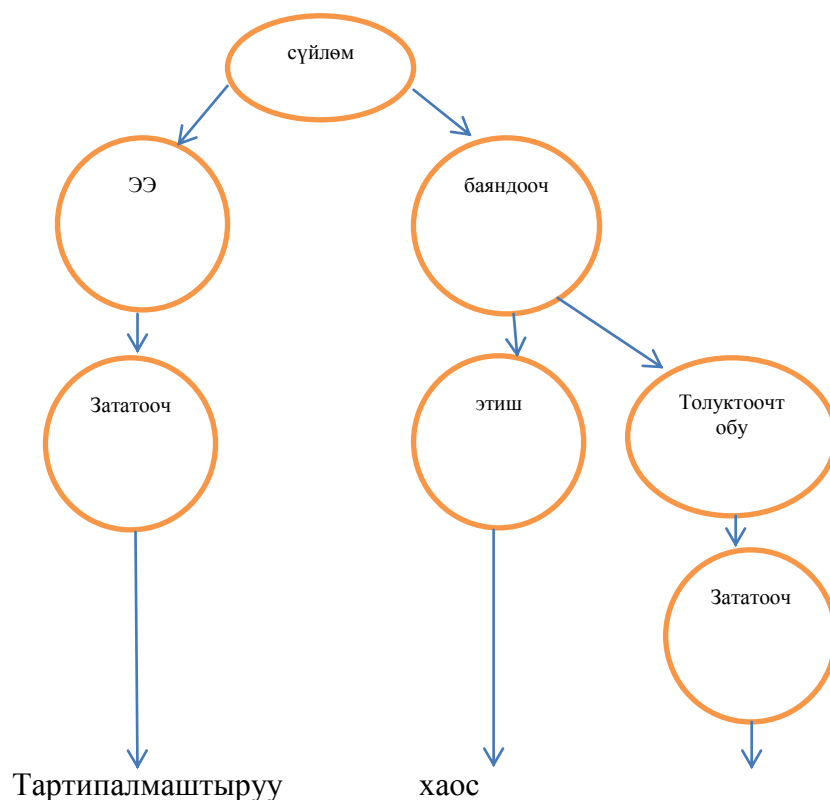 сүйлөм
ЭЭ
баяндооч
Зататооч
этиш
Толуктоочт
обу
Зататооч
Тартипалмаштыруу
хаос